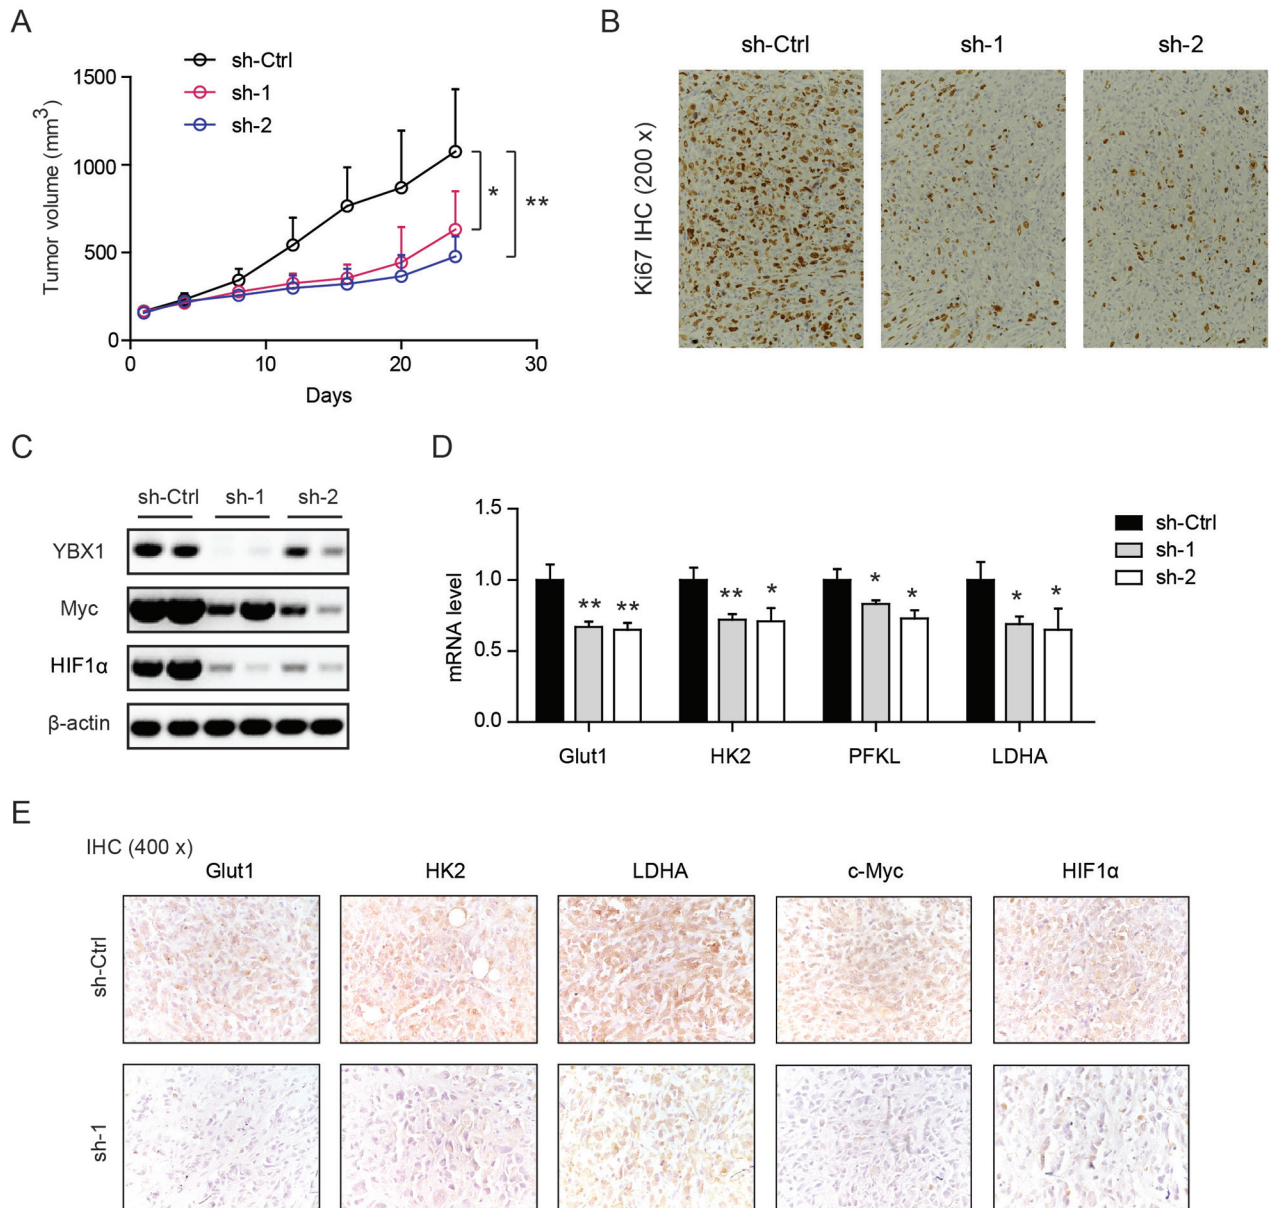 A
sh-Ctrl
sh-1
sh-2
Tumor volume (mm3)
1500
1000
500
0
0 10 20 30
Days
*
**
B
sh-Ctrl sh-1 sh-2
Ki67 IHC (200 x)
C
sh-Ctrl sh-1 sh-2
YBX1
Myc
HIF1α
β-actin
D
mRNA level
1.5
1.0
0.5
0.0
** ** ** * * * * *
Glut1 HK2 PFKL LDHA
sh-Ctrl
sh-1
sh-2
E
IHC (400 x)
Glut1 HK2 LDHA c-Myc HIF1α
sh-Ctrl
sh-1